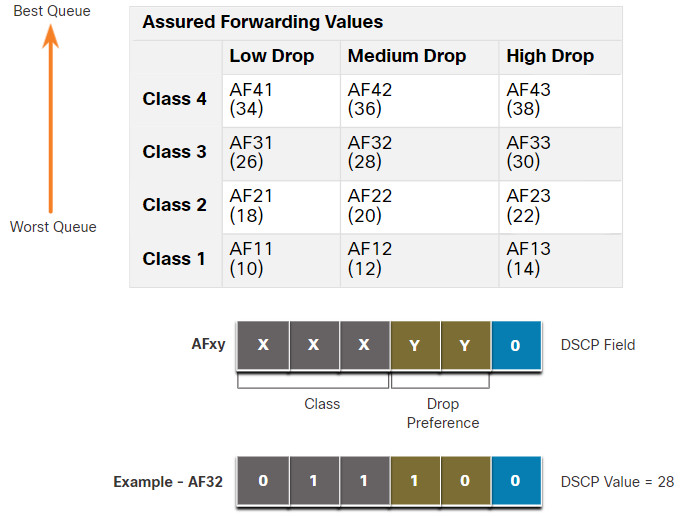 Best Queue
Assured Forwarding Values
Low Drop Medium Drop High Drop
Class 4 AF41 (34) AF42 (36) AF43 (38)
Class 3 AF31 (26) AF32 (28) AF33 (30)
Class 2 AF21 (18) AF22 (20) AF23 (22)
Worst Queue
Class 1 AF11 (10) AF12 (12) AF13 (14)
AFxy X X X Y Y 0 DSCP Field
Class Drop Preference
Example - AF32 0 1 1 1 0 0 DSCP Value = 28